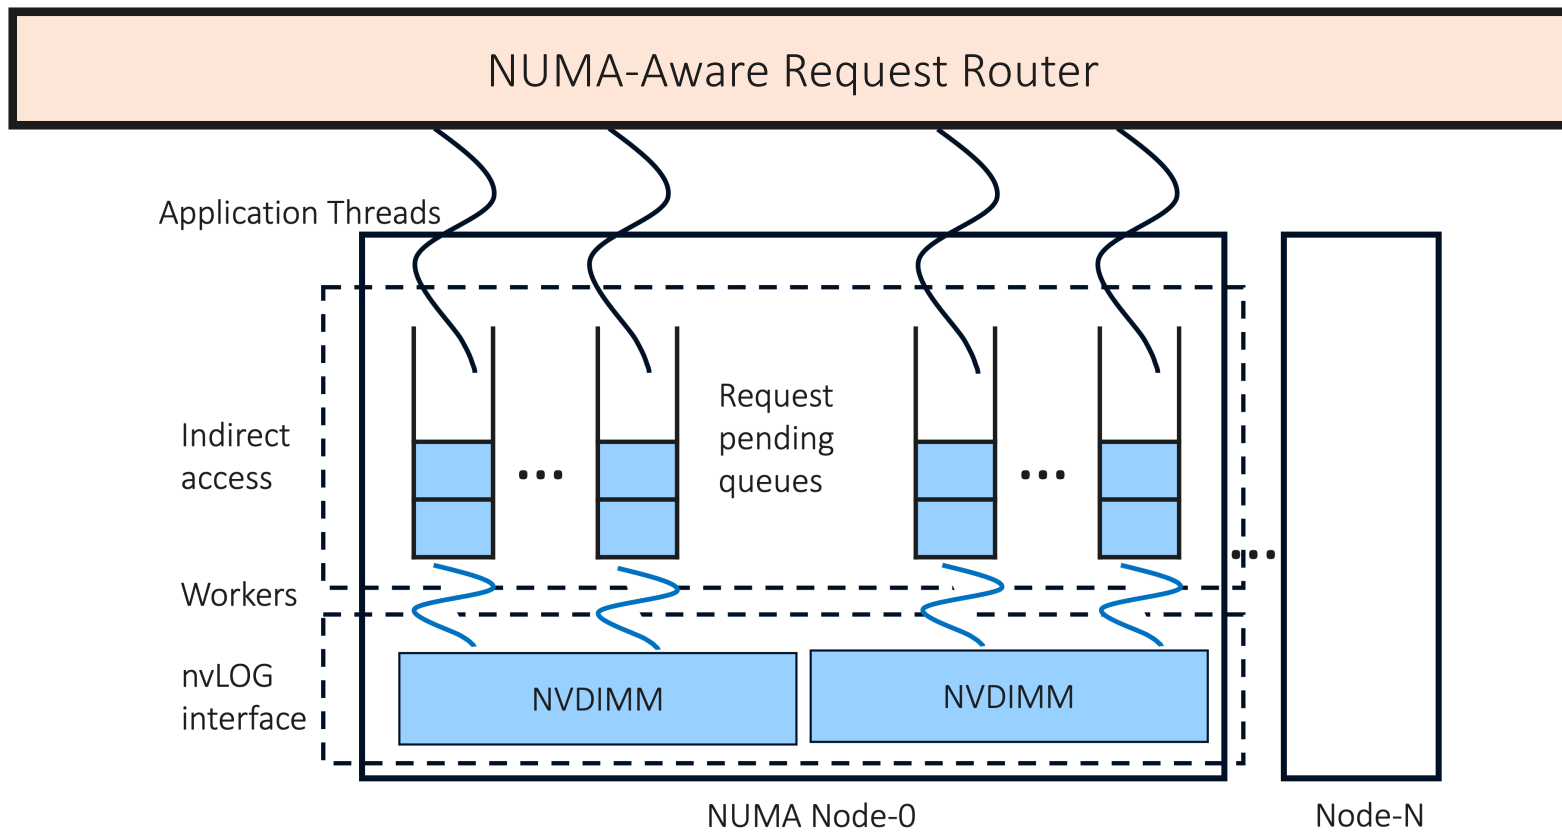 NUMA-Aware Request Router
Application Threads
Request
pending
queues
Indirect
access
...
...
...
Workers
nvLOG
interface
NVDIMM
NVDIMM
NUMA Node-0
Node-N